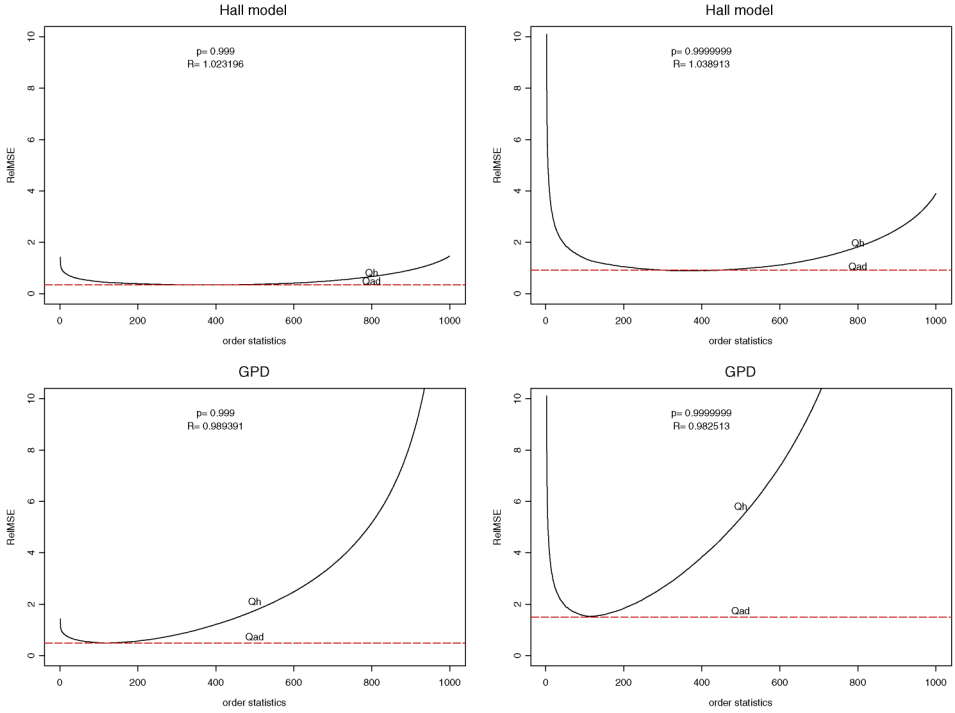 Hall model
p= 0.999
R= 1.023196
Qh
Qad
RelMSE
0 2 4 6 8 10
0 200 400 600 800 1000
order statistics
Hall model
p= 0.9999999
R= 1.038913
Qh
Qad
RelMSE
0 2 4 6 8 10
0 200 400 600 800 1000
order statistics
GPD
p= 0.999
R= 0.989391
Qh
Qad
RelMSE
0 2 4 6 8 10
0 200 400 600 800 1000
order statistics
GPD
p= 0.9999999
R= 0.982513
Qh
Qad
RelMSE
0 2 4 6 8 10
0 200 400 600 800 1000
order statistics